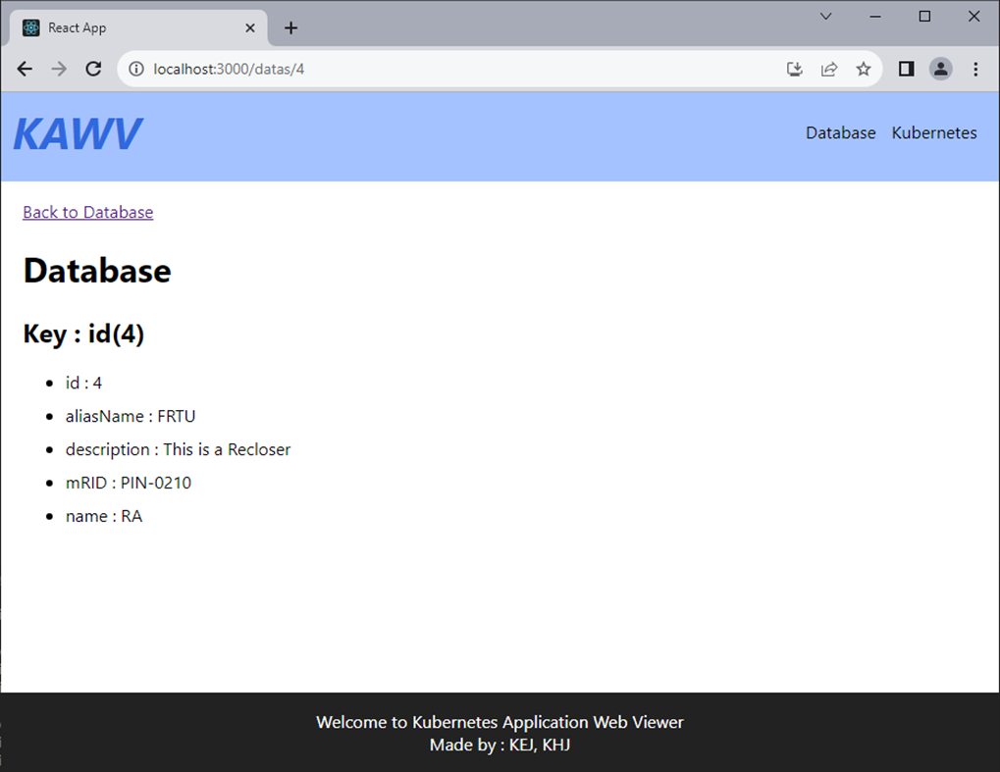 React App
localhost:3000/datas/4
KAWV
Database Kubernetes
Back to Database
Database
Key : id(4)
id : 4
aliasName : FRTU
description : This is a Recloser
mRID : PIN-0210
name : RA
Welcome to Kubernetes Application Web Viewer
Made by : KEJ, KHJ